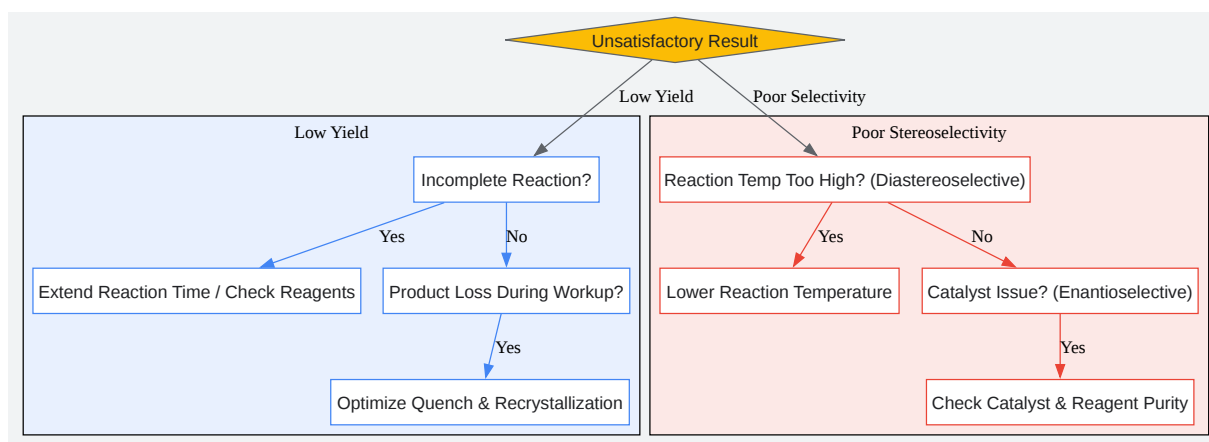 Unsatisfactory Result
Low Yield
Poor Selectivity
Low Yield
Poor Stereoselectivity
Incomplete Reaction?
Reaction Temp Too High? (Diastereoselective)
Yes
No
Yes
No
Extend Reaction Time / Check Reagents
Product Loss During Workup?
Lower Reaction Temperature
Catalyst Issue? (Enantioselective)
Yes
Yes
Optimize Quench & Recrystallization
Check Catalyst & Reagent Purity